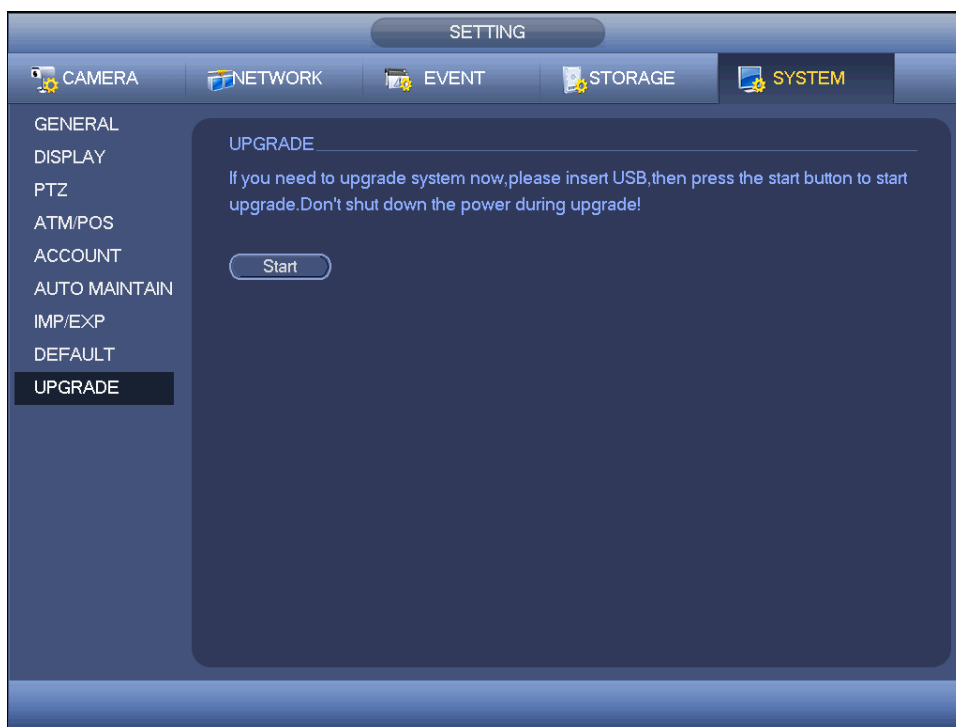 SETTING
CAMERA NETWORK EVENT STORAGE SYSTEM
GENERAL
DISPLAY
PTZ
ATM/POS
ACCOUNT
AUTO MAINTAIN
IMP/EXP
DEFAULT
UPGRADE
UPGRADE
If you need to upgrade system now,please insert USB,then press the start button to start
upgrade.Don't shut down the power during upgrade!
Start